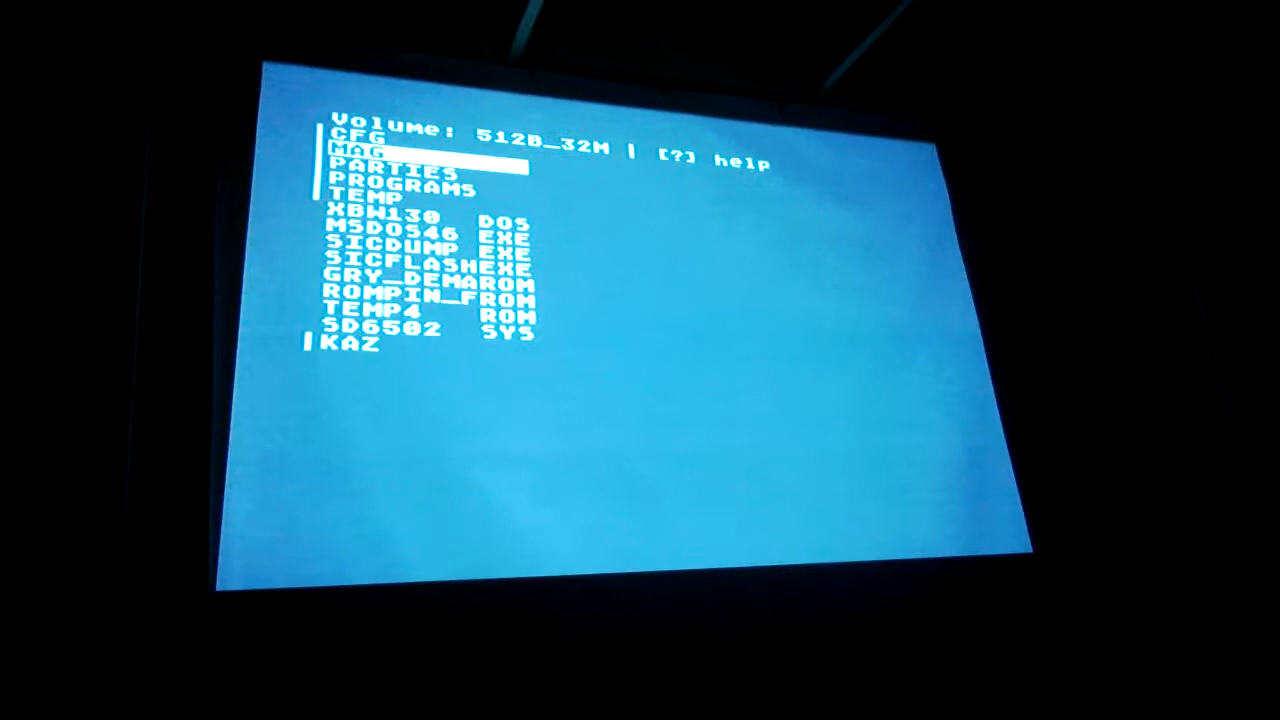 Volume: 512B_32M | [?] help
CFG
MAG
PARTIES
PROGRAMS
TEMP
XBW130 DOS
MSDOS46 EXE
SICDUMP EXE
SICFLASHEXE
GRY_DEMAROM
ROMPIN_FROM
TEMP4 ROM
SD6502 SYS
KAZ